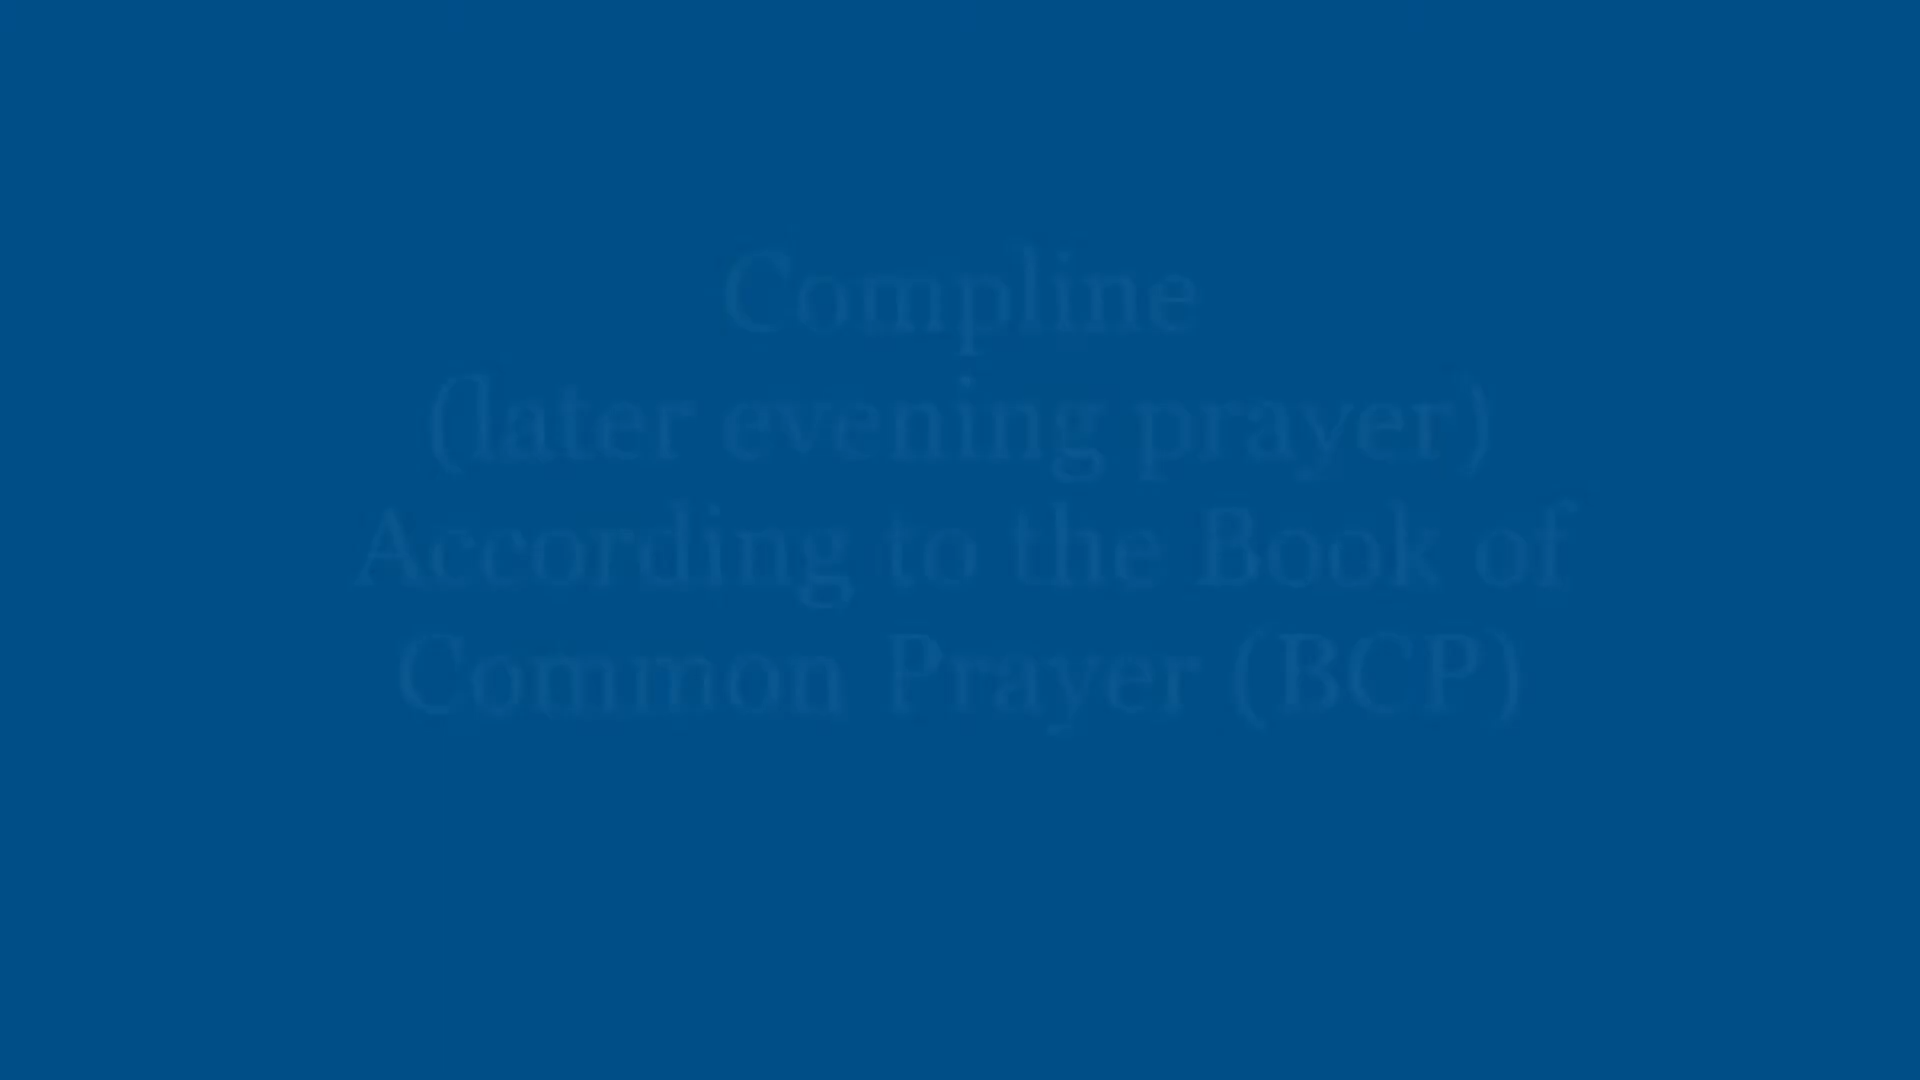 Compline
(later evening prayer)
According to the Book of
Common Prayer (BCP)